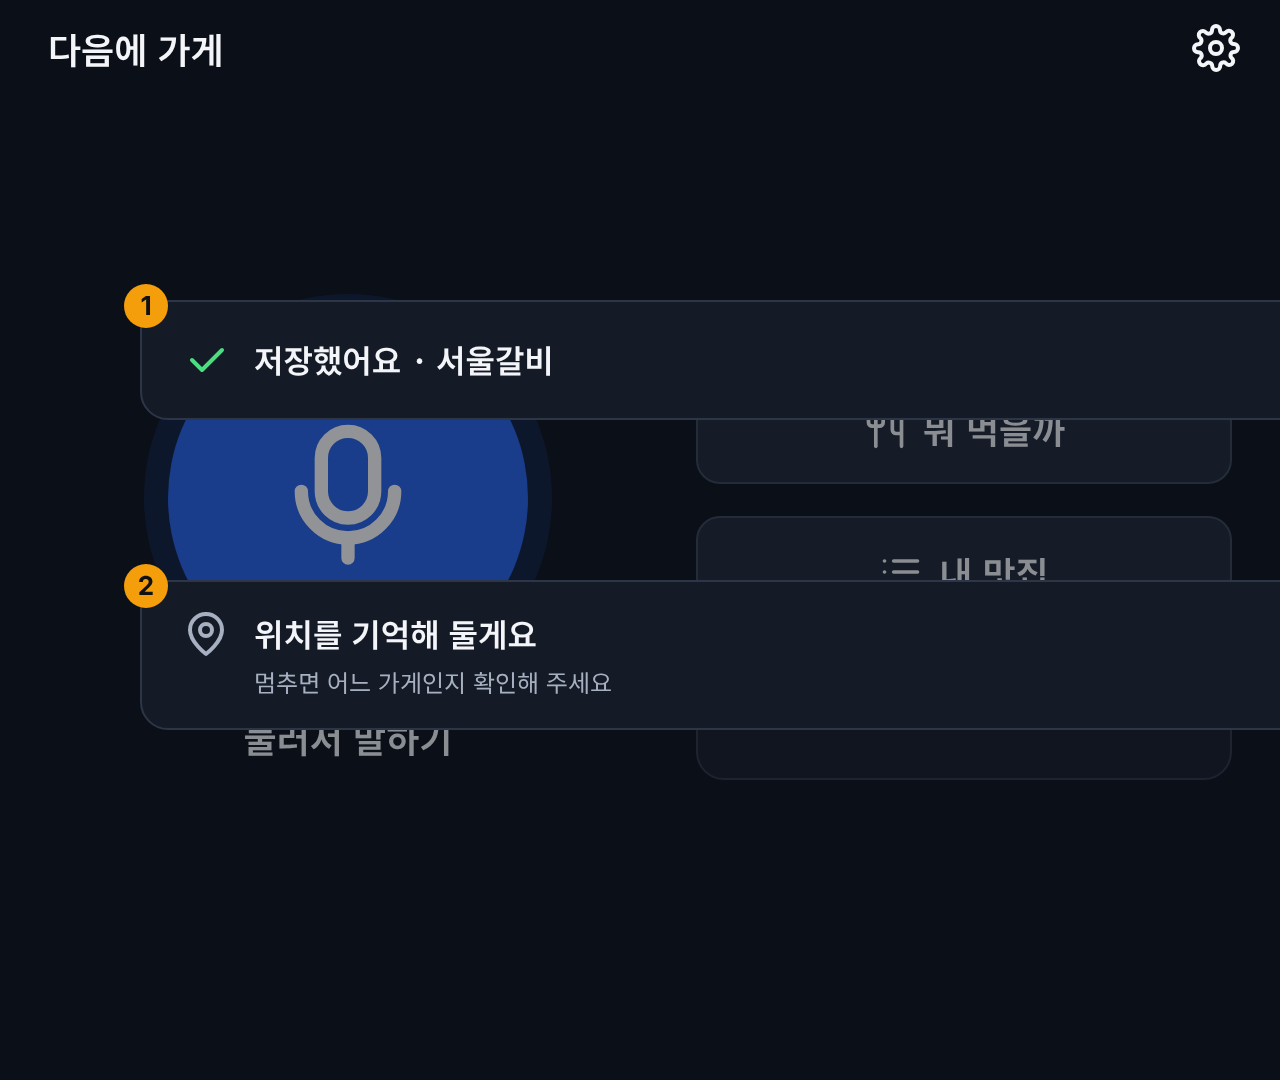 다음에 가게
1
저장했어요 · 서울갈비
뭐 먹을까
내 맛집
2
위치를 기억해 둘게요
멈추면 어느 가게인지 확인해 주세요
눌러서 말하기